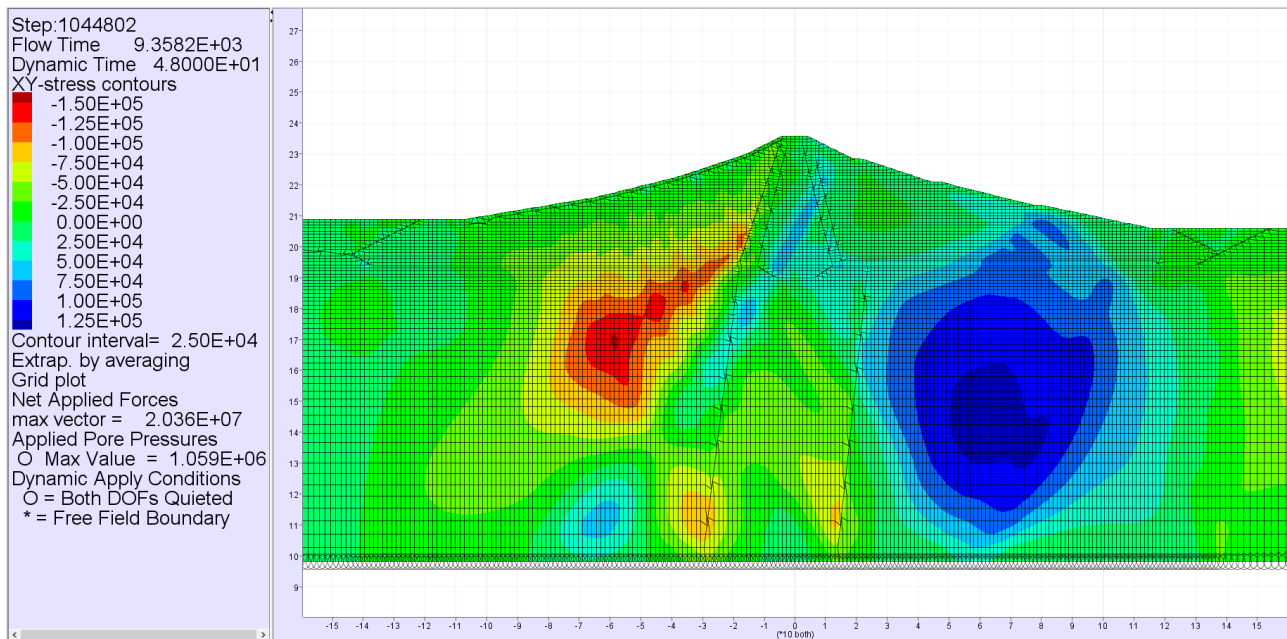 Step:1044802
Flow Time 9.3582E+03
Dynamic Time 4.8000E+01
XY-stress contours
-1.50E+05
-1.25E+05
-1.00E+05
-7.50E+04
-5.00E+04
-2.50E+04
0.00E+00
2.50E+04
5.00E+04
7.50E+04
1.00E+05
1.25E+05
Contour interval= 2.50E+04
Extrap. by averaging
Grid plot
Net Applied Forces
max vector = 2.036E+07
Applied Pore Pressures
O Max Value = 1.059E+06
Dynamic Apply Conditions
O = Both DOFs Quieted
* = Free Field Boundary
27
26
25
24
23
22
21
20
19
18
17
16
15
14
13
12
11
10
9
-15 -14 -13 -12 -11 -10 -9 -8 -7 -6 -5 -4 -3 -2 -1 0 1 2 3 4 5 6 7 8 9 10 11 12 13 14 15
(*10 both)